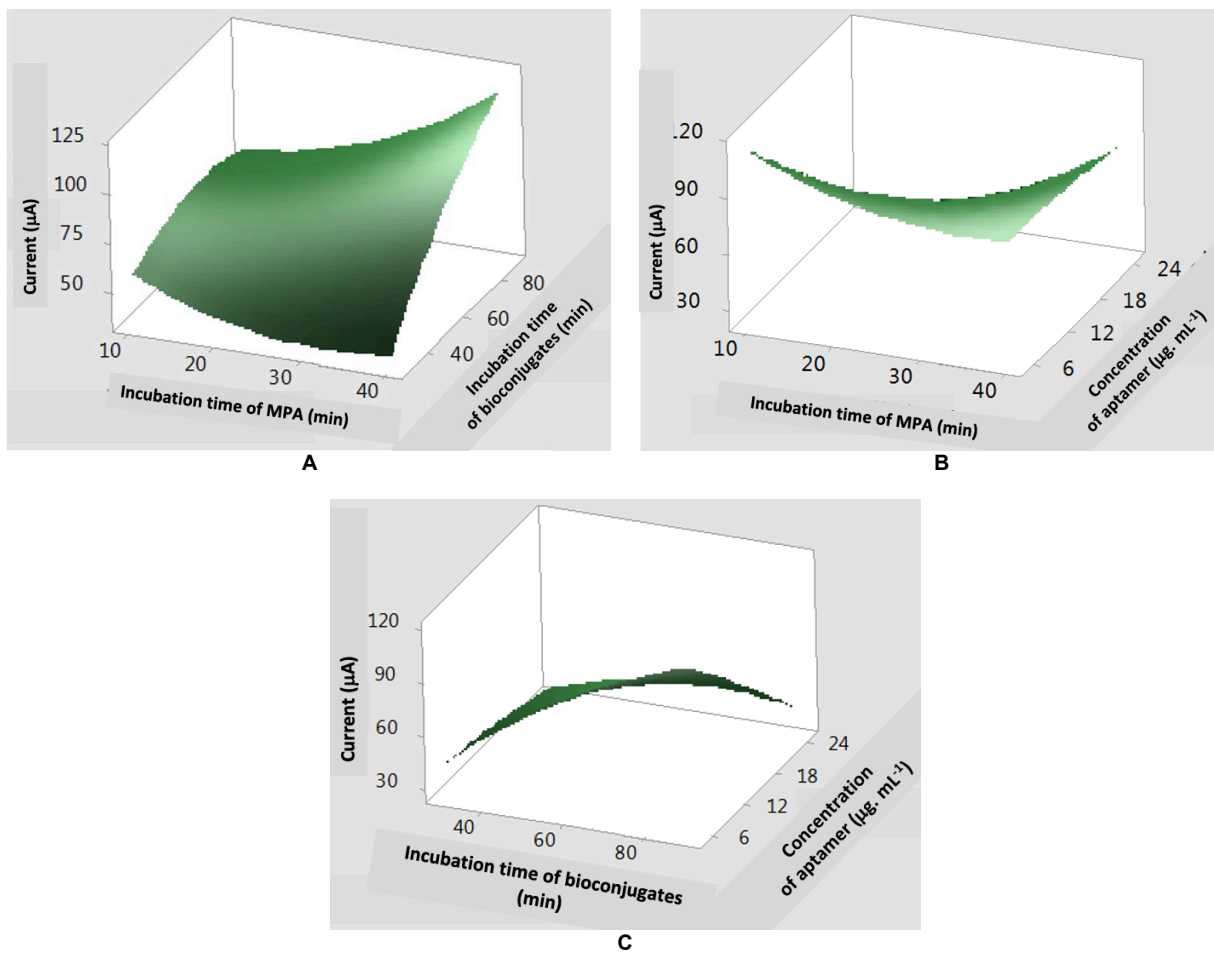 125
100
75
50
Current (µA)
10
20
30
40
Incubation time of MPA (min)
80
60
40
Incubation time
of bioconjugates (min)
A
120
90
60
30
Current (µA)
10
20
30
40
Incubation time of MPA (min)
24
18
12
6
Concentration
of aptamer (µg. mL-1)
B
120
90
60
30
Current (µA)
40
60
80
Incubation time of bioconjugates
(min)
24
18
12
6
Concentration
of aptamer (µg. mL-1)
C